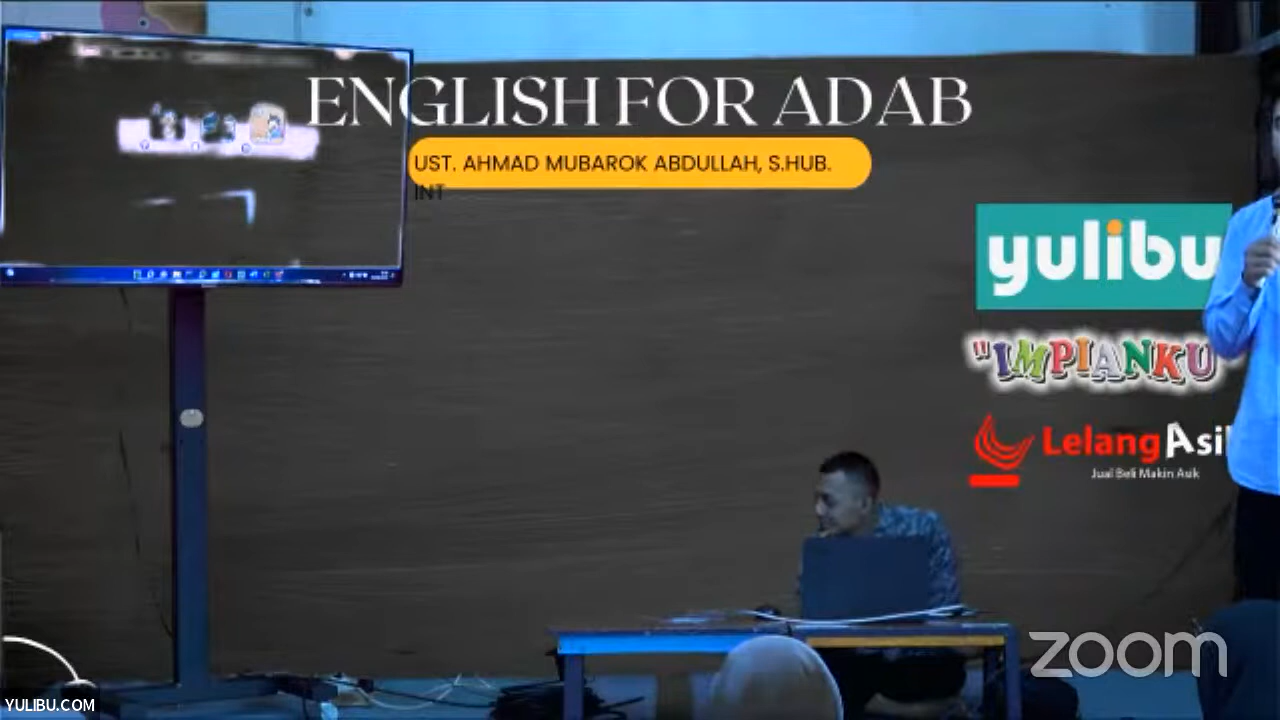 ENGLISH FOR ADAB
UST. AHMAD MUBAROK ABDULLAH, S.HUB.
INT
yulibu
"IMPIANKU
LelangAsi
Jual Beli Makin Asik
zoom
YULIBU.COM